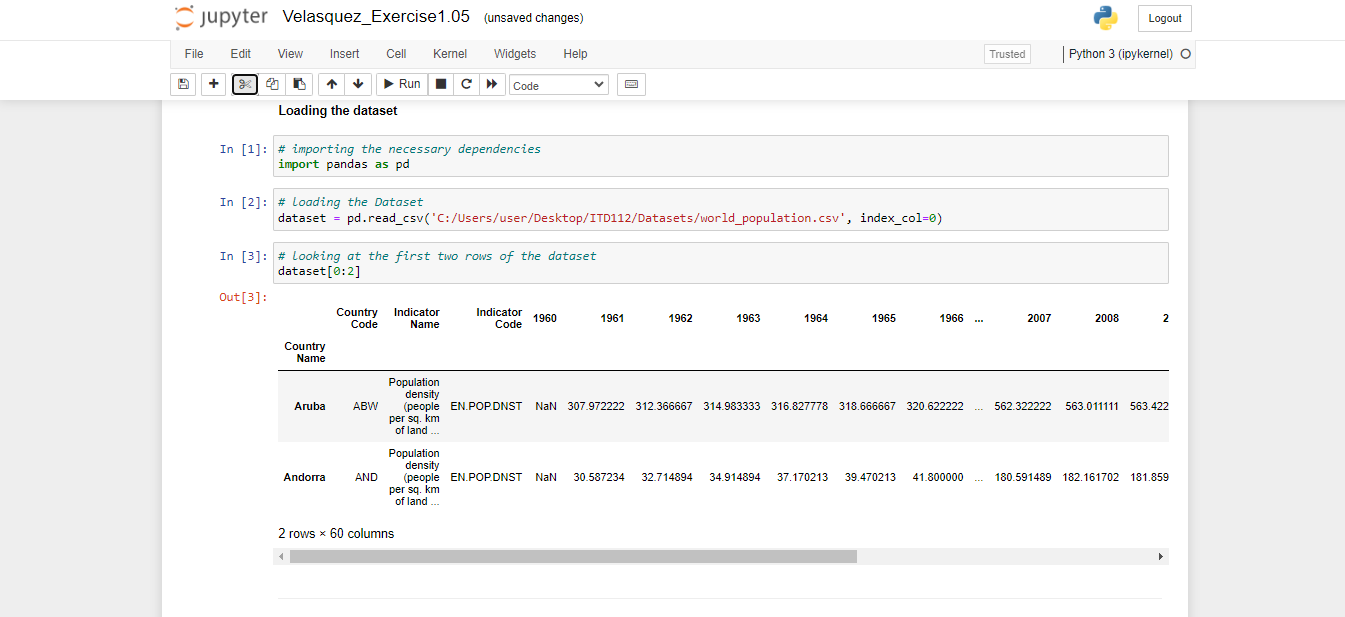 jupyter Velasquez_Exercise1.05 (unsaved changes) Logout
File Edit View Insert Cell Kernel Widgets Help Trusted Python 3 (ipykernel)
Run Code
Loading the dataset
In [1]: # importing the necessary dependencies
import pandas as pd
In [2]: # loading the Dataset
dataset = pd.read_csv('C:/Users/user/Desktop/ITD112/Datasets/world_population.csv', index_col=0)
In [3]: # looking at the first two rows of the dataset
dataset[0:2]
Out[3]:
Country Code Indicator Name Indicator Code 1960 1961 1962 1963 1964 1965 1966 ... 2007 2008 2
Country Name
Aruba ABW Population density (people per sq. km of land ... EN.POP.DNST NaN 307.972222 312.366667 314.983333 316.827778 318.666667 320.622222 ... 562.322222 563.011111 563.422
Andorra AND Population density (people per sq. km of land ... EN.POP.DNST NaN 30.587234 32.714894 34.914894 37.170213 39.470213 41.800000 ... 180.591489 182.161702 181.859
2 rows × 60 columns